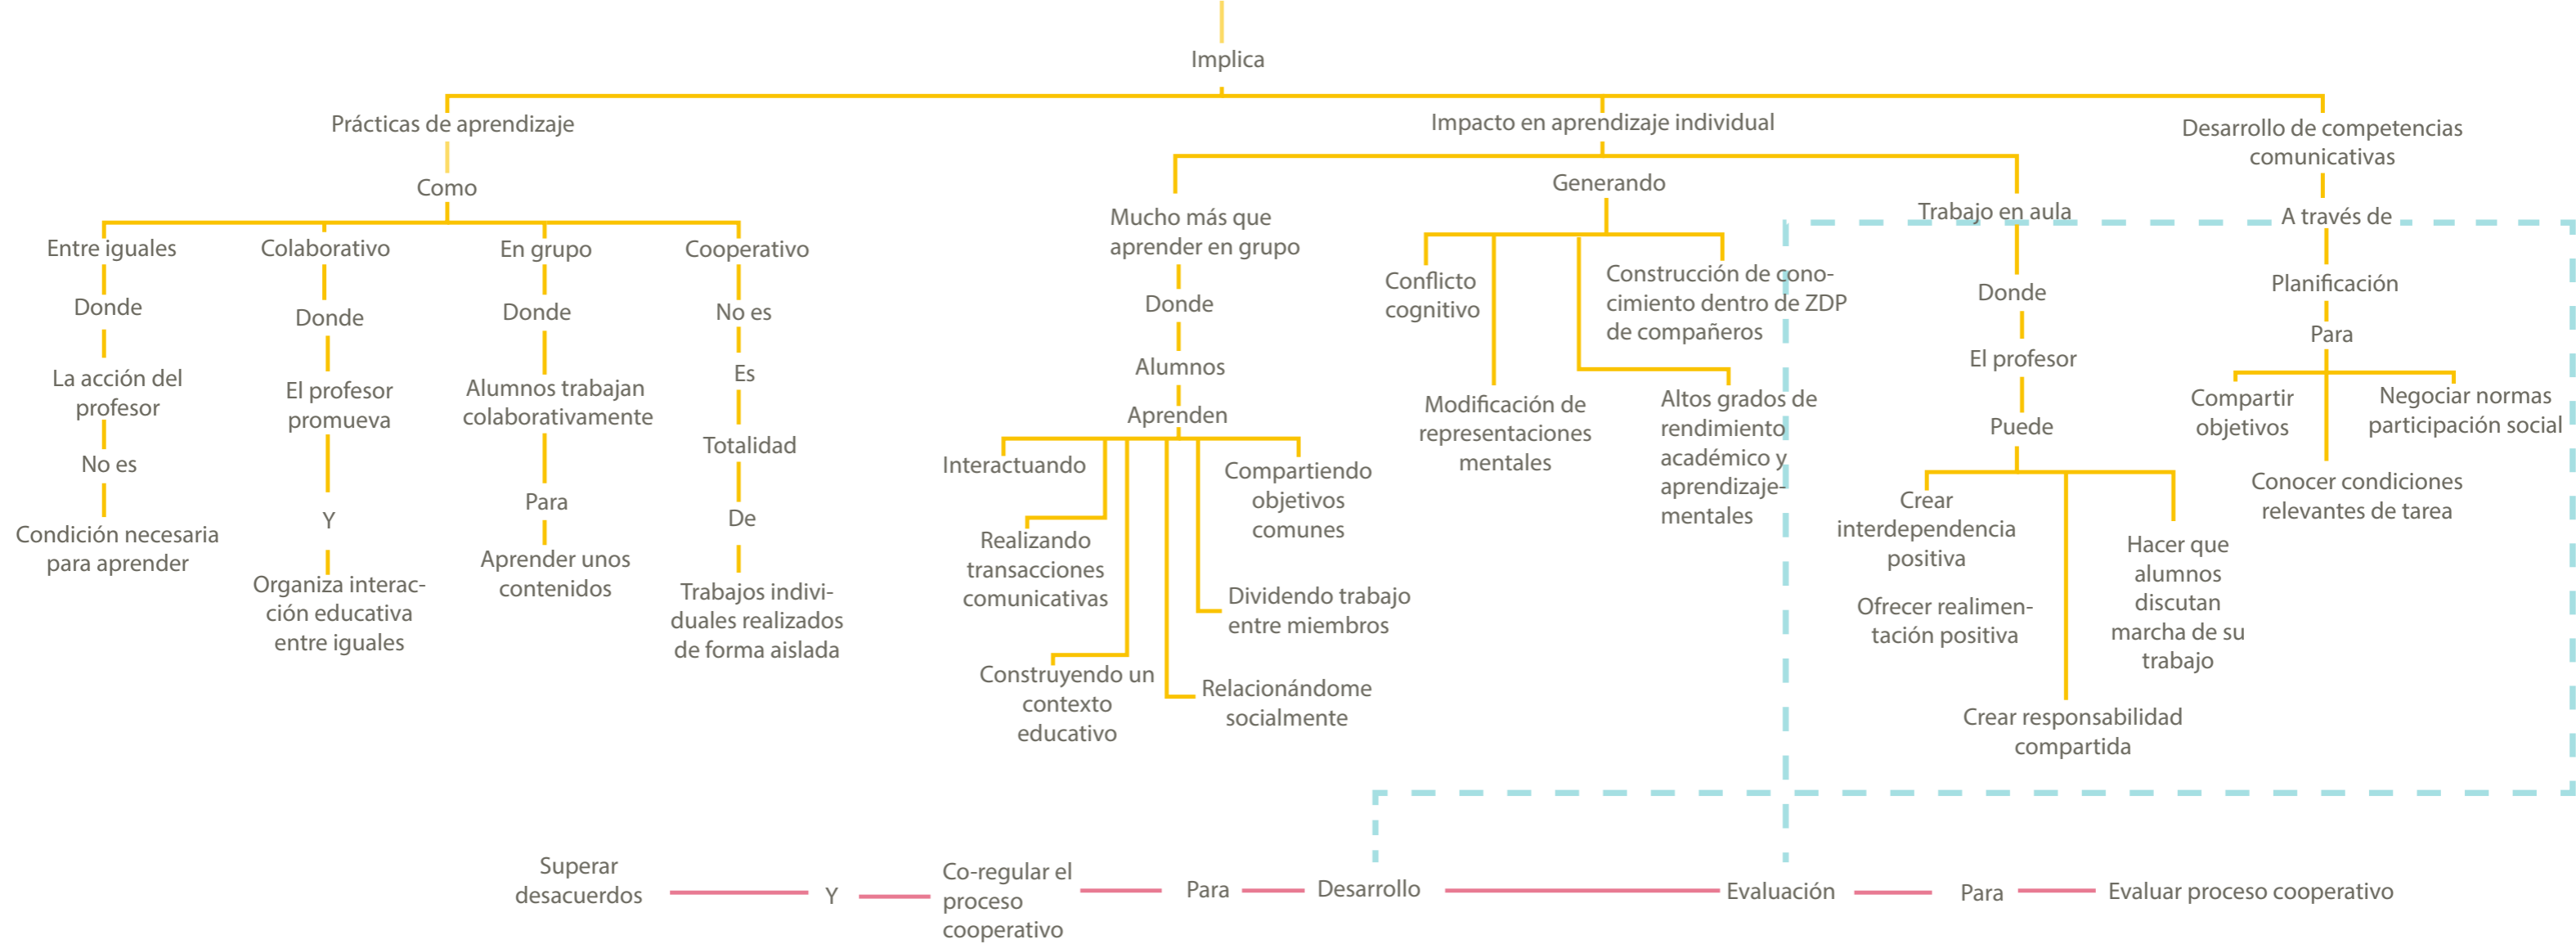 Implica
Prácticas de aprendizaje
Como
Entre iguales
Donde
La acción del
profesor
No es
Condición necesaria
para aprender
Colaborativo
Donde
El profesor
promueva
Y
Organiza interac-
ción educativa
entre iguales
En grupo
Donde
Alumnos trabajan
colaborativamente
Para
Aprender unos
contenidos
Cooperativo
No es
Es
Totalidad
De
Trabajos indivi-
duales realizados
de forma aislada
Impacto en aprendizaje individual
Mucho más que
aprender en grupo
Donde
Alumnos
Aprenden
Interactuando
Realizando
transacciones
comunicativas
Construyendo un
contexto
educativo
Relacionándome
socialmente
Dividendo trabajo
entre miembros
Compartiendo
objetivos
comunes
Generando
Conflicto
cognitivo
Modificación de
representaciones
mentales
Altos grados de
rendimiento
académico y
aprendizaje-
mentales
Construcción de cono-
cimiento dentro de ZDP
de compañeros
Trabajo en aula
Donde
El profesor
Puede
Crear
interdependencia
positiva
Ofrecer realimen-
tación positiva
Crear responsabilidad
compartida
Hacer que
alumnos
discutan
marcha de su
trabajo
Desarrollo de competencias
comunicativas
A través de
Planificación
Para
Compartir
objetivos
Conocer condiciones
relevantes de tarea
Negociar normas
participación social
Superar
desacuerdos
Y
Co-regular el
proceso
cooperativo
Para
Desarrollo
Evaluación
Para
Evaluar proceso cooperativo